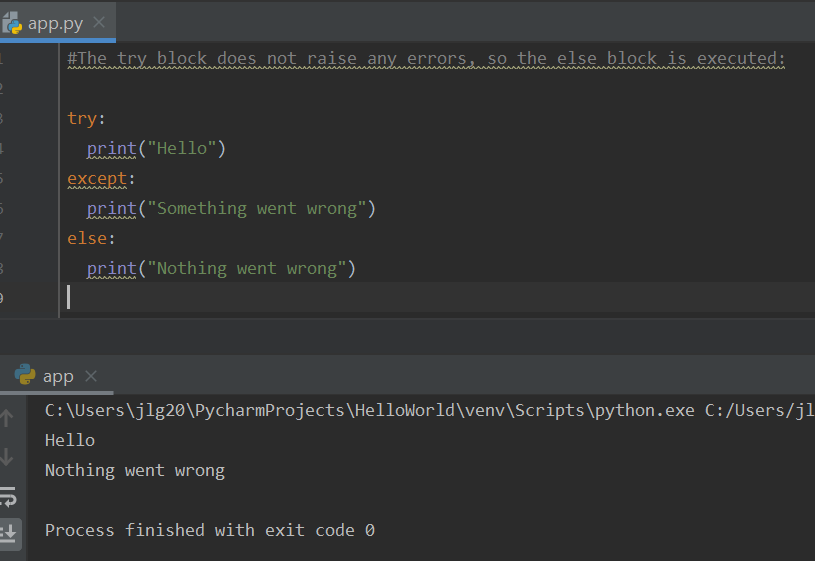 app.py
#The try block does not raise any errors, so the else block is executed:
try:
print("Hello")
except:
print("Something went wrong")
else:
print("Nothing went wrong")
app
C:\Users\jlg20\PycharmProjects\HelloWorld\venv\Scripts\python.exe C:/Users/jl
Hello
Nothing went wrong
Process finished with exit code 0